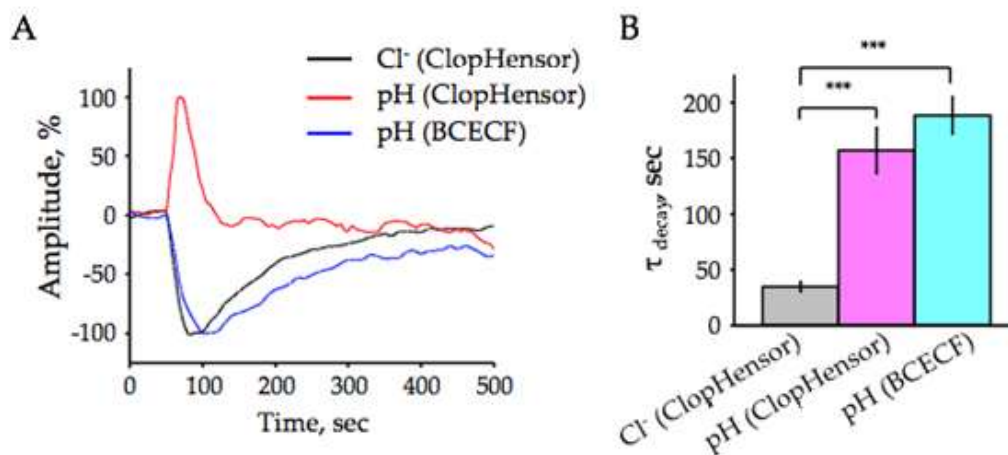 A
Cl⁻ (ClopHensor)
pH (ClopHensor)
pH (BCECF)
Amplitude, %
100
50
0
-50
-100
0 100 200 300 400 500
Time, sec
B
***
***
τ decay, sec
200
150
100
50
0
Cl⁻ (ClopHensor)
pH (ClopHensor)
pH (BCECF)